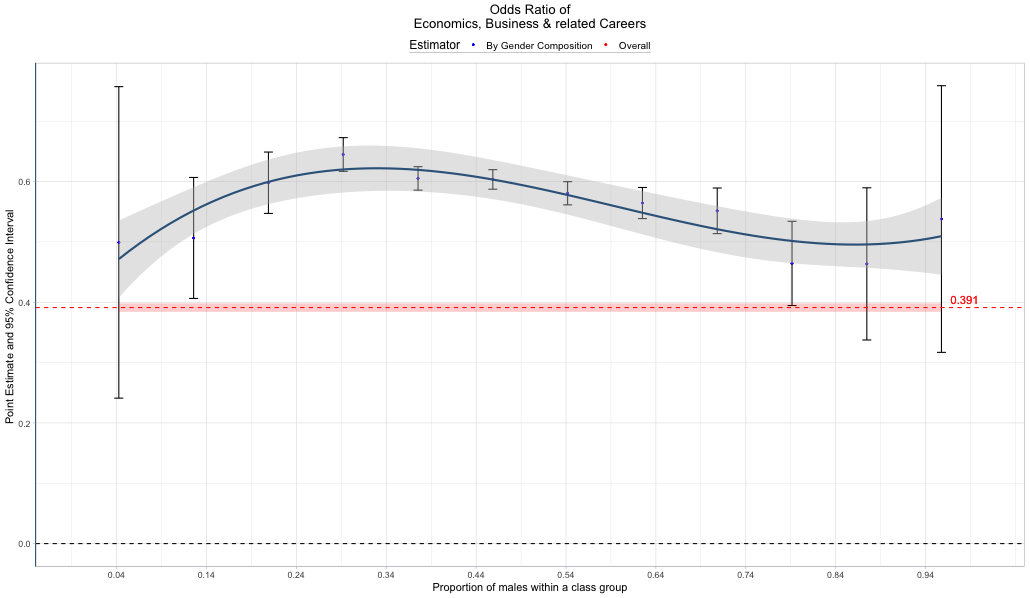 Odds Ratio of
Economics, Business & related Careers
Estimator By Gender Composition Overall
Point Estimate and 95% Confidence Interval
0.6
0.4
0.2
0.0
0.391
0.04 0.14 0.24 0.34 0.44 0.54 0.64 0.74 0.84 0.94
Proportion of males within a class group